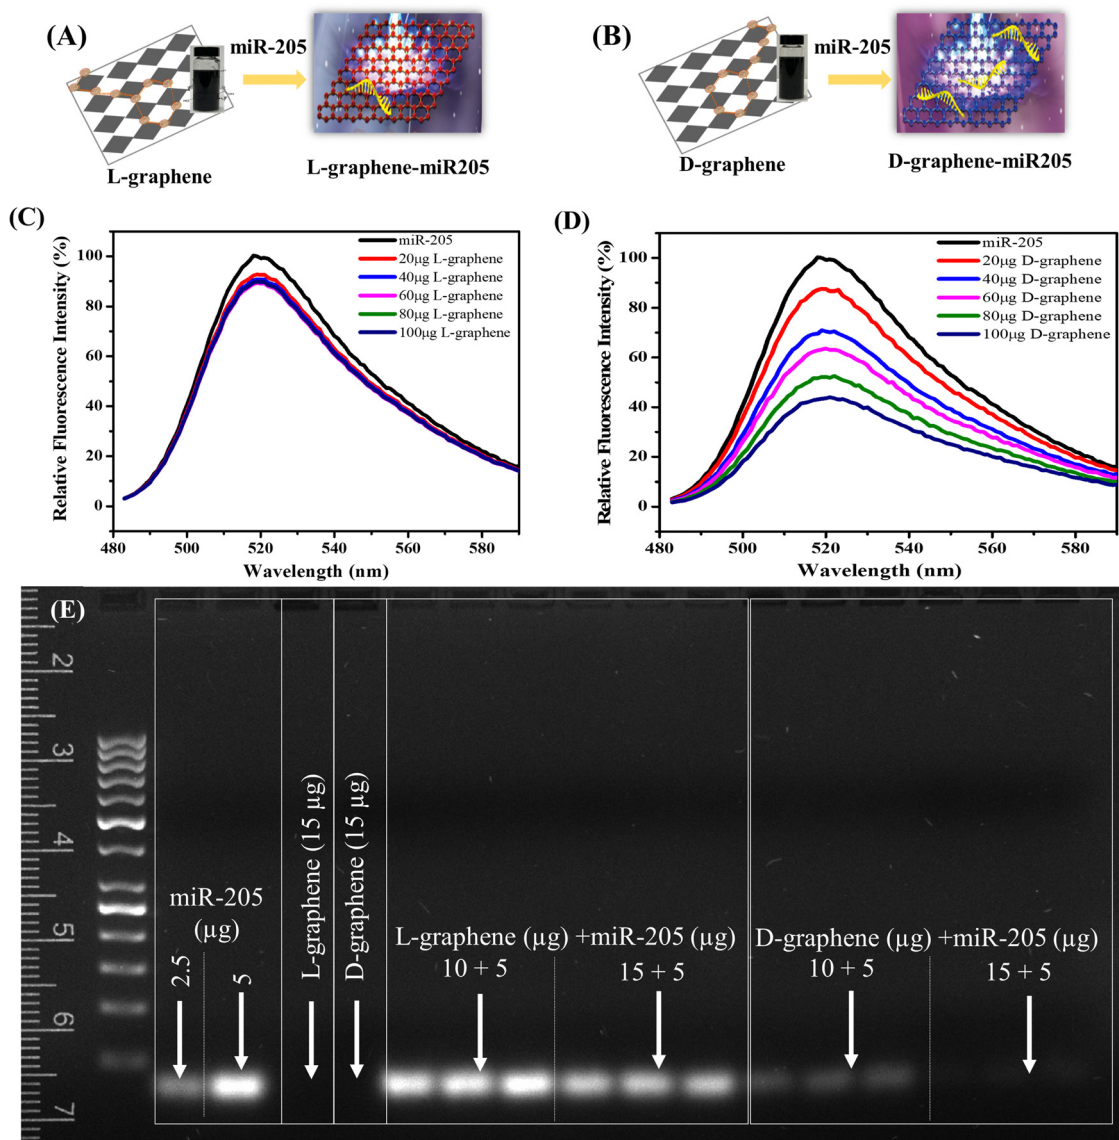 (A)
miR-205
L-graphene
L-graphene-miR205
(B)
miR-205
D-graphene
D-graphene-miR205
(C)
Relative Fluorescence Intensity (%)
100
80
60
40
20
0
miR-205
20µg L-graphene
40µg L-graphene
60µg L-graphene
80µg L-graphene
100µg L-graphene
480 500 520 540 560 580
Wavelength (nm)
(D)
Relative Fluorescence Intensity (%)
100
80
60
40
20
0
miR-205
20µg D-graphene
40µg D-graphene
60µg D-graphene
80µg D-graphene
100µg D-graphene
480 500 520 540 560 580
Wavelength (nm)
(E)
2
3
4
5
6
7
miR-205
(µg)
2.5
5
L-graphene (15 µg)
D-graphene (15 µg)
L-graphene (µg) +miR-205 (µg)
10 + 5
15 + 5
D-graphene (µg) +miR-205 (µg)
10 + 5
15 + 5